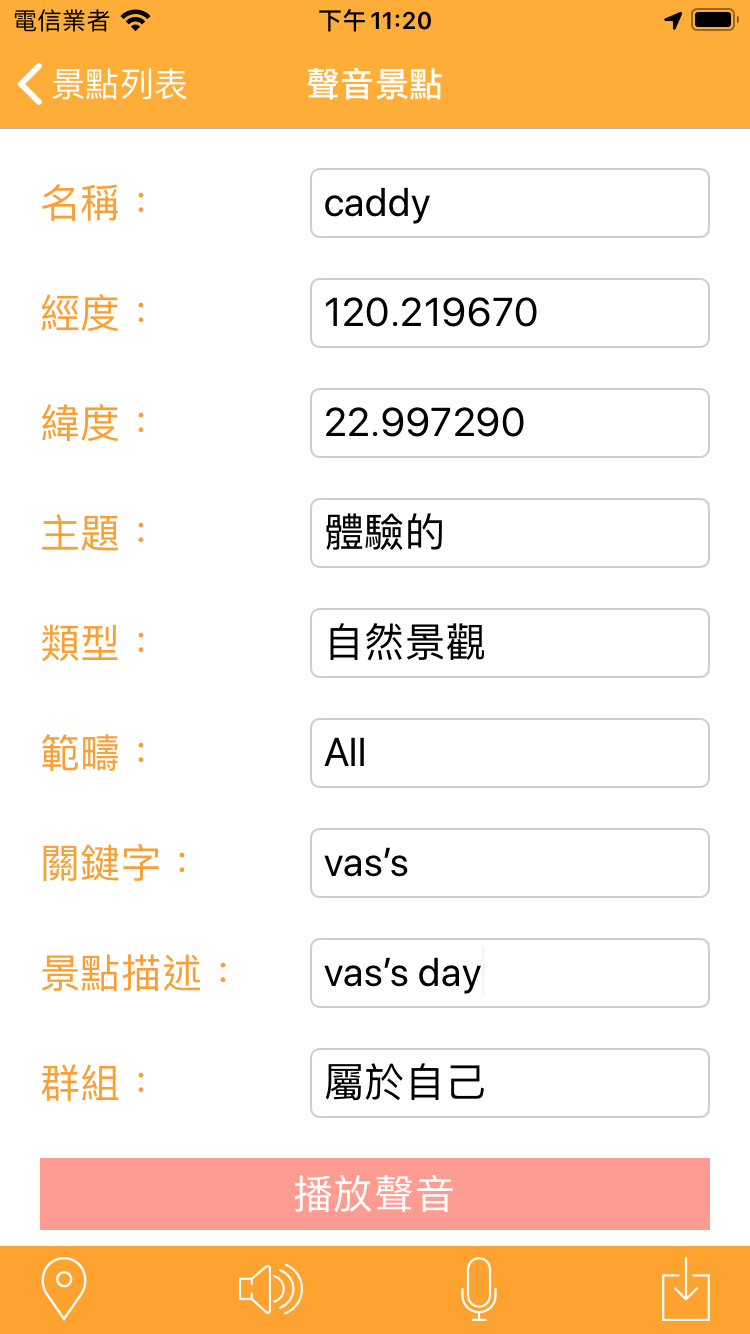 電信業者 下午11:20
景點列表 聲音景點
名稱： caddy
經度： 120.219670
緯度： 22.997290
主題： 體驗的
類型： 自然景觀
範疇： All
關鍵字： vas’s
景點描述： vas’s day
群組： 屬於自己
播放聲音